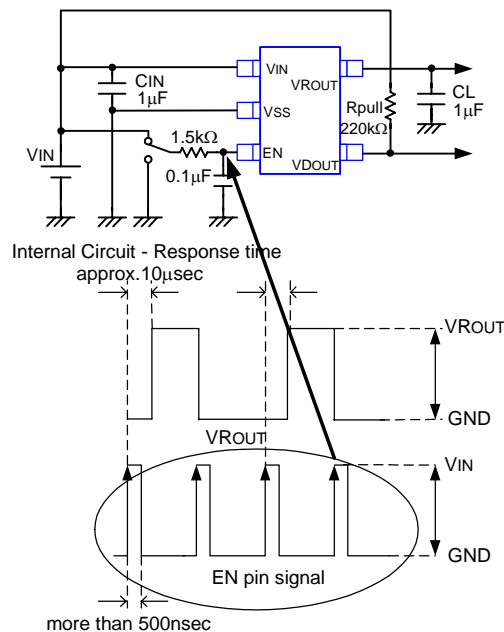 VIN
VROUT
CIN
1μF
CL
1μF
VSS
Rpull
220kΩ
1.5kΩ
VIN
EN
VDOUT
0.1μF
Internal Circuit - Response time
approx.10μsec
VROUT
GND
VROUT
VIN
GND
EN pin signal
more than 500nsec